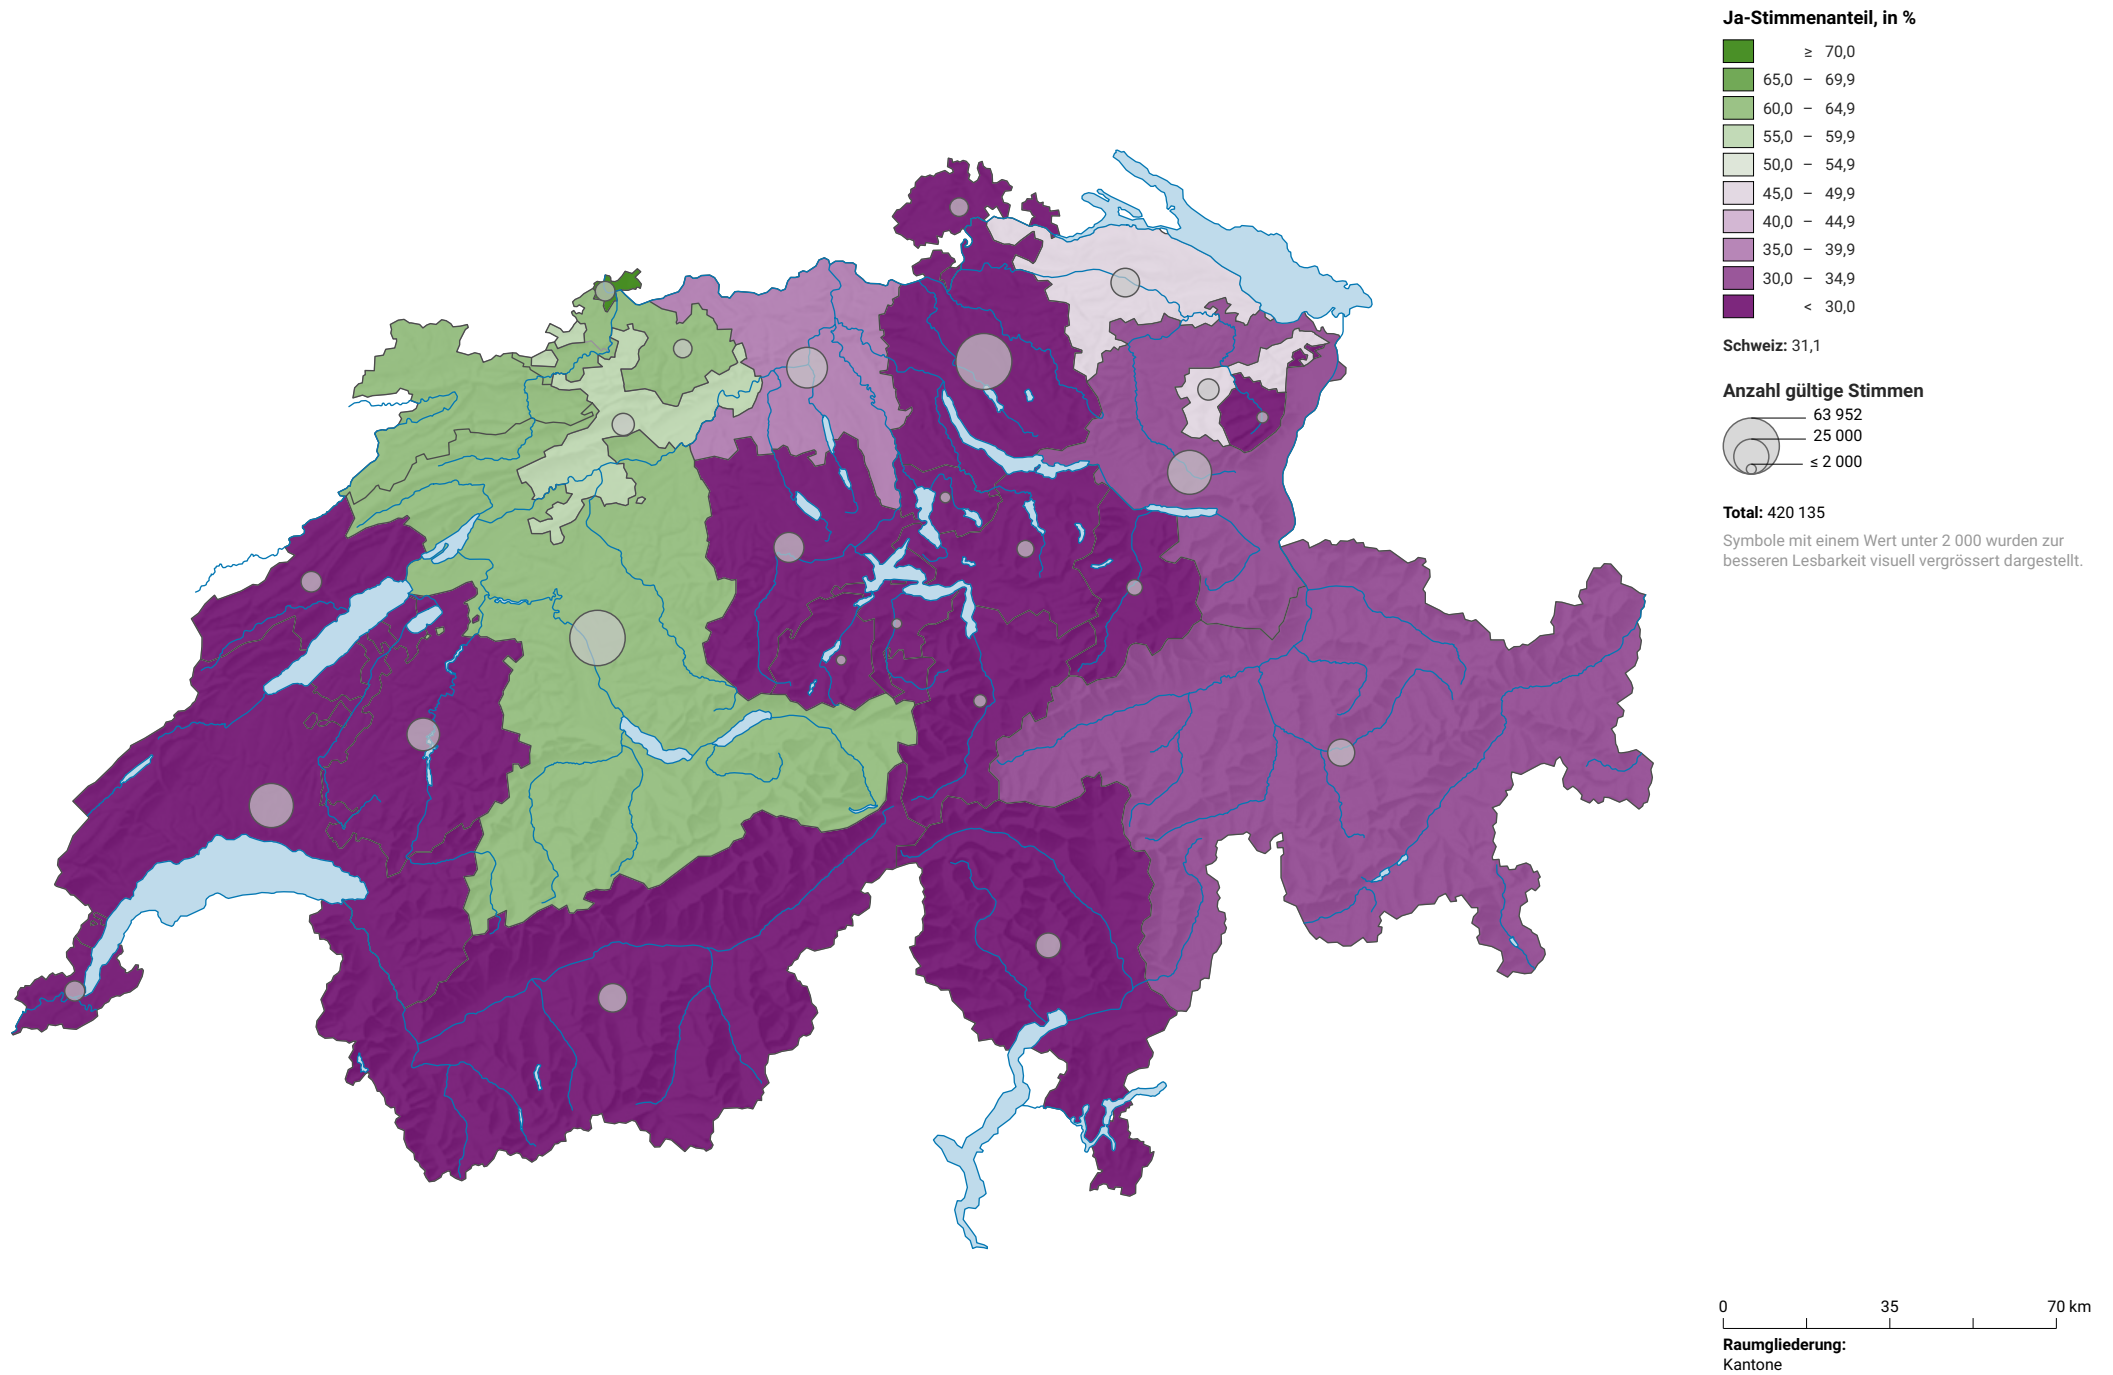 Ja-Stimmenanteil, in %
≥ 70,0
65,0 – 69,9
60,0 – 64,9
55,0 – 59,9
50,0 – 54,9
45,0 – 49,9
40,0 – 44,9
35,0 – 39,9
30,0 – 34,9
< 30,0
Schweiz: 31,1
Anzahl gültige Stimmen
63 952
25 000
≤ 2 000
Total: 420 135
Symbole mit einem Wert unter 2 000 wurden zur
besseren Lesbarkeit visuell vergrössert dargestellt.
0 35 70 km
Raumgliederung:
Kantone